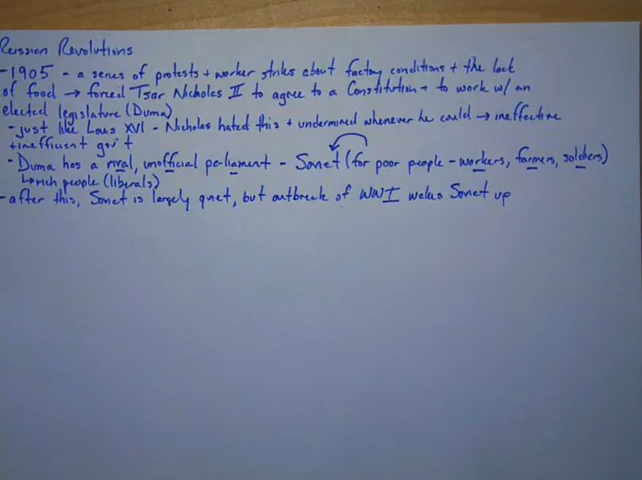 Russian Revolutions
-1905 - a series of protests + worker strikes about factory conditions + the lack
of food → forced Tsar Nicholas II to agree to a Constitution + to work w/ an
elected legislature (Duma)
-just like Louis XVI - Nicholas hated this + undermined whenever he could → ineffective
+inefficient gov't
-Duma has a rival, unofficial parliament - Soviet (for poor people - workers, farmers, soldiers)
↳rich people (liberals)
-after this, Soviet is largely quiet, but outbreak of WWI wakes Soviet up